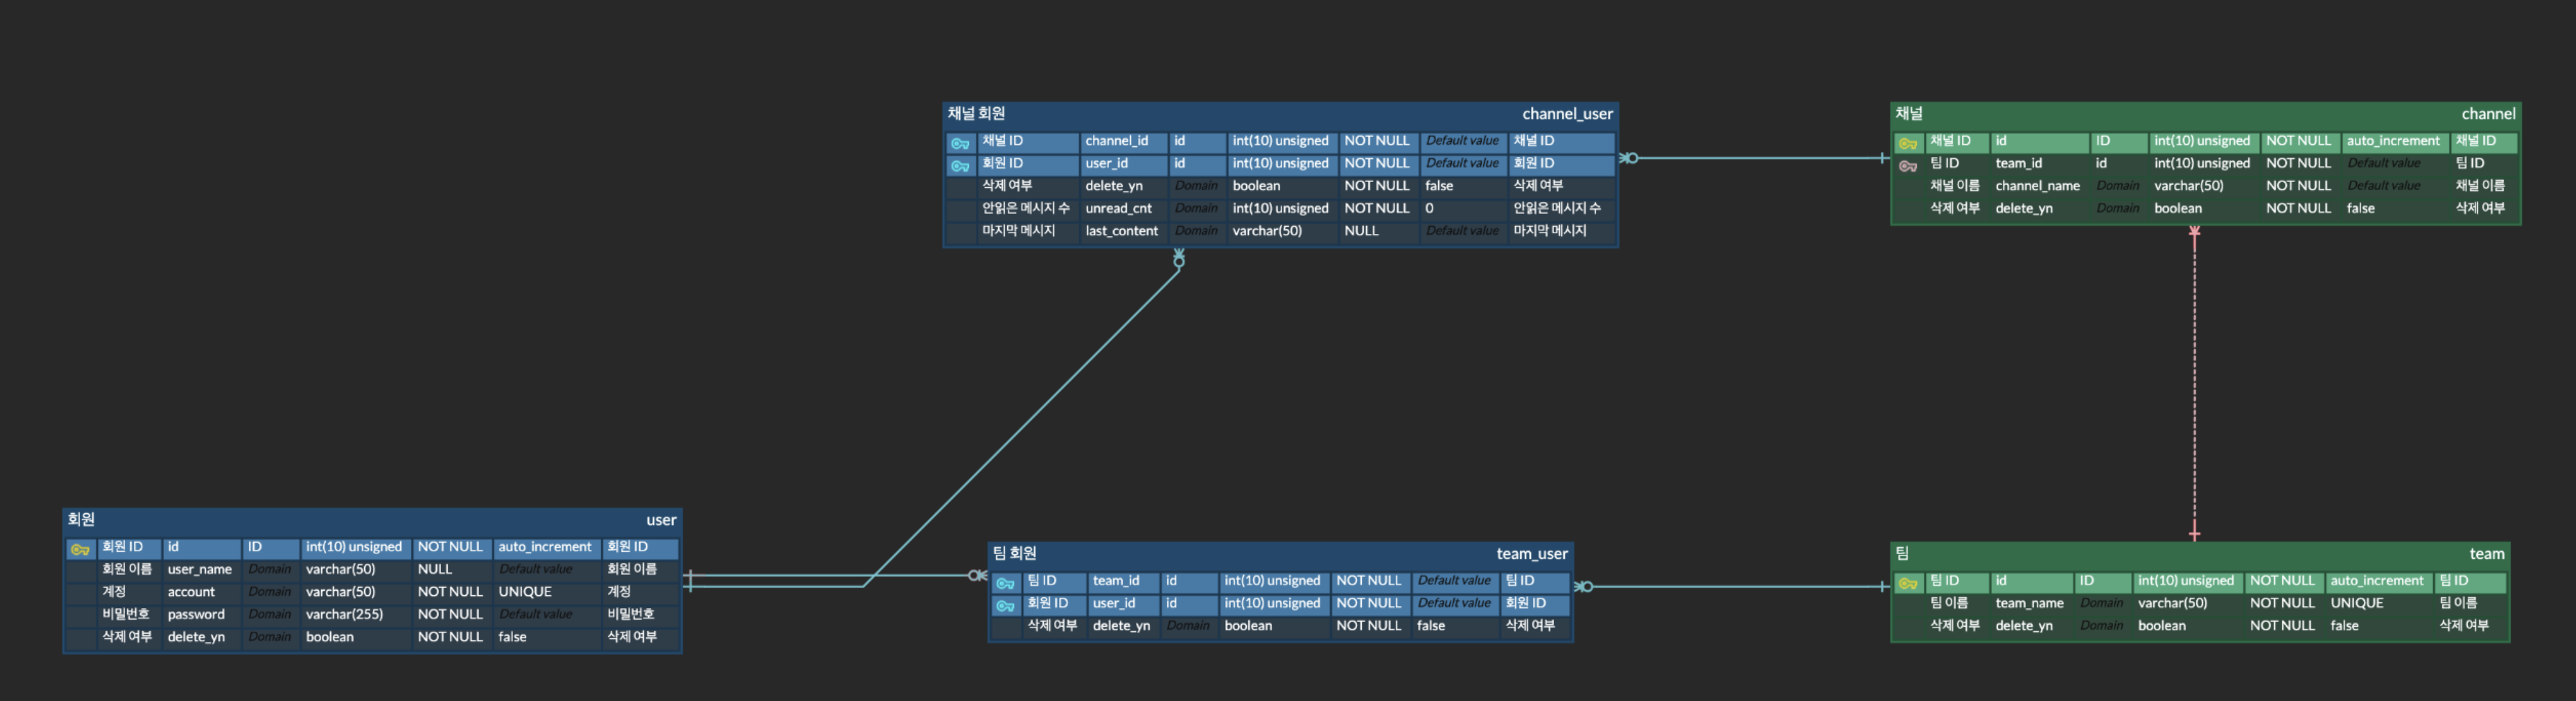 채널 회원 channel_user
채널 ID channel_id id int(10) unsigned NOT NULL Default value 채널 ID
회원 ID user_id id int(10) unsigned NOT NULL Default value 회원 ID
삭제 여부 delete_yn Domain boolean NOT NULL false 삭제 여부
안읽은 메시지 수 unread_cnt Domain int(10) unsigned NOT NULL 0 안읽은 메시지 수
마지막 메시지 last_content Domain varchar(50) NULL Default value 마지막 메시지
채널 channel
채널 ID id ID int(10) unsigned NOT NULL auto_increment 채널 ID
팀 ID team_id id int(10) unsigned NOT NULL Default value 팀 ID
채널 이름 channel_name Domain varchar(50) NOT NULL Default value 채널 이름
삭제 여부 delete_yn Domain boolean NOT NULL false 삭제 여부
회원 user
회원 ID id ID int(10) unsigned NOT NULL auto_increment 회원 ID
회원 이름 user_name Domain varchar(50) NULL Default value 회원 이름
계정 account Domain varchar(50) NOT NULL UNIQUE 계정
비밀번호 password Domain varchar(255) NOT NULL Default value 비밀번호
삭제 여부 delete_yn Domain boolean NOT NULL false 삭제 여부
팀 회원 team_user
팀 ID team_id id int(10) unsigned NOT NULL Default value 팀 ID
회원 ID user_id id int(10) unsigned NOT NULL Default value 회원 ID
삭제 여부 delete_yn Domain boolean NOT NULL false 삭제 여부
팀 team
팀 ID id ID int(10) unsigned NOT NULL auto_increment 팀 ID
팀 이름 team_name Domain varchar(50) NOT NULL UNIQUE 팀 이름
삭제 여부 delete_yn Domain boolean NOT NULL false 삭제 여부